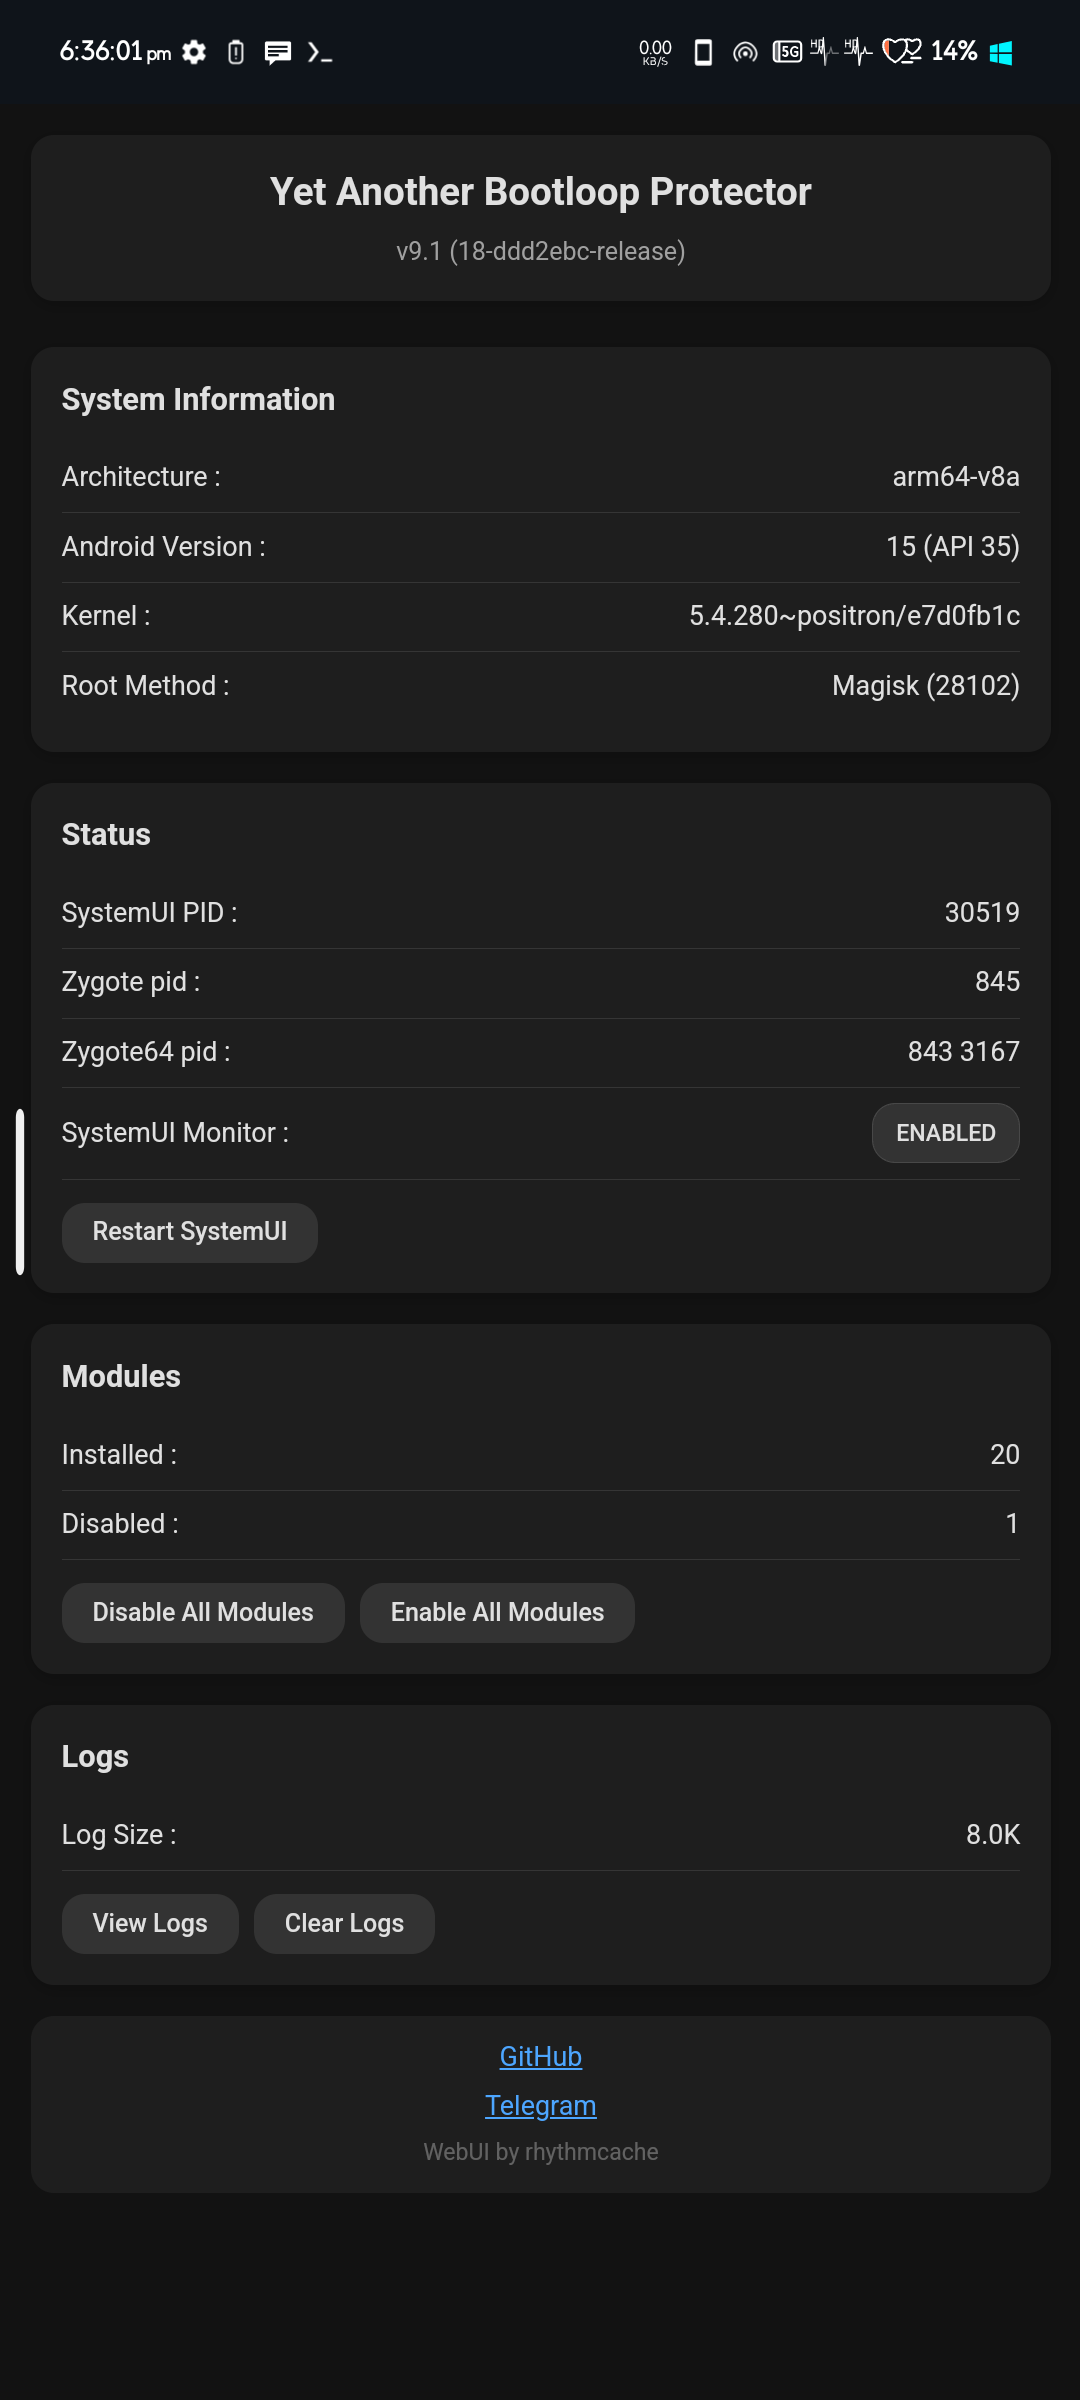 6:36:01 pm 0.00 KB/S 5G HD HD 14%
Yet Another Bootloop Protector
v9.1 (18-ddd2ebc-release)
System Information
Architecture : arm64-v8a
Android Version : 15 (API 35)
Kernel : 5.4.280~positron/e7d0fb1c
Root Method : Magisk (28102)
Status
SystemUI PID : 30519
Zygote pid : 845
Zygote64 pid : 843 3167
SystemUI Monitor : ENABLED
Restart SystemUI
Modules
Installed : 20
Disabled : 1
Disable All Modules Enable All Modules
Logs
Log Size : 8.0K
View Logs Clear Logs
GitHub
Telegram
WebUI by rhythmcache